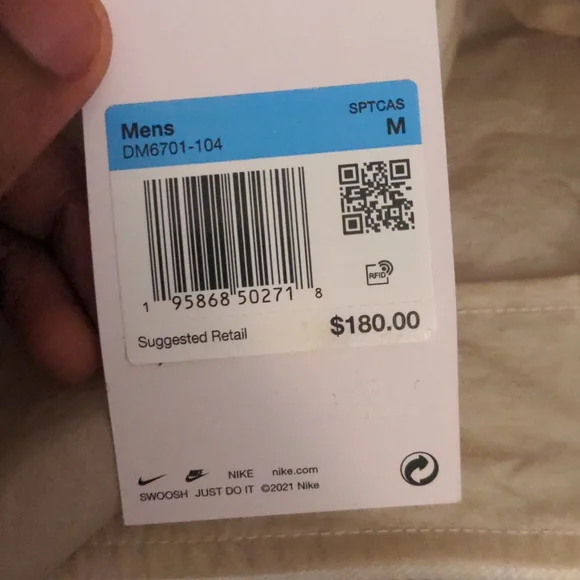 Mens SPTCAS
DM6701-104 M
RFID
1 95868 50271 8
Suggested Retail $180.00
NIKE nike.com
SWOOSH JUST DO IT ©2021 Nike